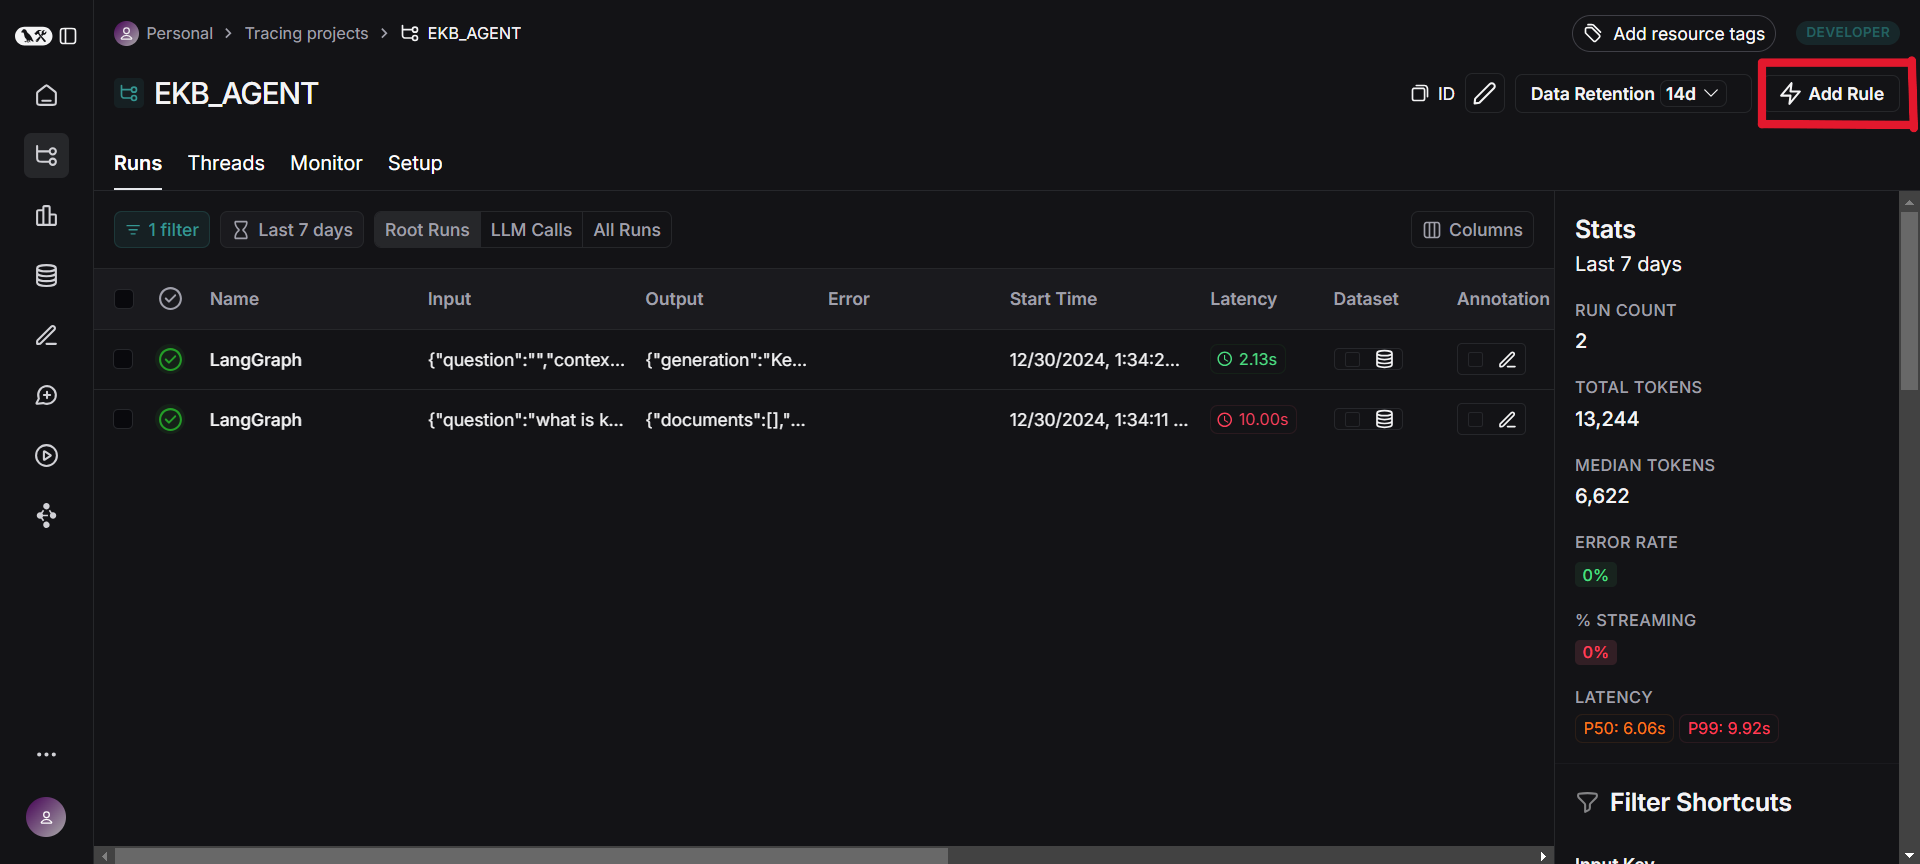 Personal > Tracing projects > EKB_AGENT
Add resource tags
DEVELOPER
EKB_AGENT
ID
Data Retention 14d
Add Rule
Runs Threads Monitor Setup
1 filter Last 7 days Root Runs LLM Calls All Runs Columns
Name Input Output Error Start Time Latency Dataset Annotation
LangGraph {"question":"","contex... {"generation":"Ke... 12/30/2024, 1:34:2... 2.13s
LangGraph {"question":"what is k... {"documents":[],"... 12/30/2024, 1:34:11 ... 10.00s
Stats
Last 7 days
RUN COUNT
2
TOTAL TOKENS
13,244
MEDIAN TOKENS
6,622
ERROR RATE
0%
% STREAMING
0%
LATENCY
P50: 6.06s P99: 9.92s
Filter Shortcuts
Input Key